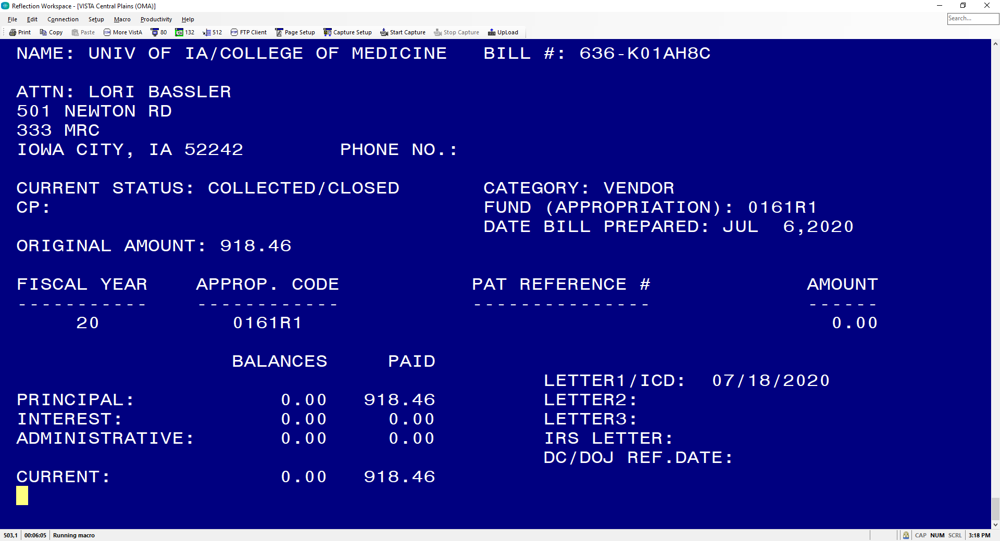 Reflection Workspace - [VISTA Central Plains (OMA)]
File Edit Connection Setup Macro Productivity Help
Search...
Print Copy Paste More VistA 80 132 512 FTP Client Page Setup Capture Setup Start Capture Stop Capture UpLoad
NAME: UNIV OF IA/COLLEGE OF MEDICINE BILL #: 636-K01AH8C
ATTN: LORI BASSLER
501 NEWTON RD
333 MRC
IOWA CITY, IA 52242 PHONE NO.:
CURRENT STATUS: COLLECTED/CLOSED CATEGORY: VENDOR
CP: FUND (APPROPRIATION): 0161R1
DATE BILL PREPARED: JUL 6,2020
ORIGINAL AMOUNT: 918.46
FISCAL YEAR APPROP. CODE PAT REFERENCE # AMOUNT
----------- ------------ --------------- ------
20 0161R1 0.00
BALANCES PAID
LETTER1/ICD: 07/18/2020
PRINCIPAL: 0.00 918.46 LETTER2:
INTEREST: 0.00 0.00 LETTER3:
ADMINISTRATIVE: 0.00 0.00 IRS LETTER:
DC/DOJ REF.DATE:
CURRENT: 0.00 918.46
503,1 00:06:05 Running macro CAP NUM SCRL 3:18 PM